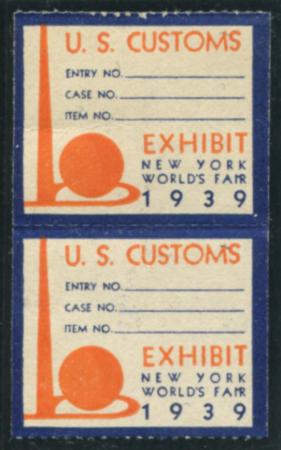 U. S. CUSTOMS
ENTRY NO.
CASE NO.
ITEM NO.
EXHIBIT
NEW YORK
WORLD'S FAIR
1939
U. S. CUSTOMS
ENTRY NO.
CASE NO.
ITEM NO.
EXHIBIT
NEW YORK
WORLD'S FAIR
1939